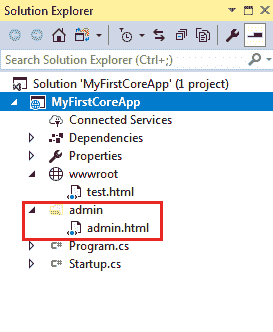 Solution Explorer
Search Solution Explorer (Ctrl+;)
Solution 'MyFirstCoreApp' (1 project)
MyFirstCoreApp
Connected Services
Dependencies
Properties
wwwroot
test.html
admin
admin.html
C# Program.cs
C# Startup.cs